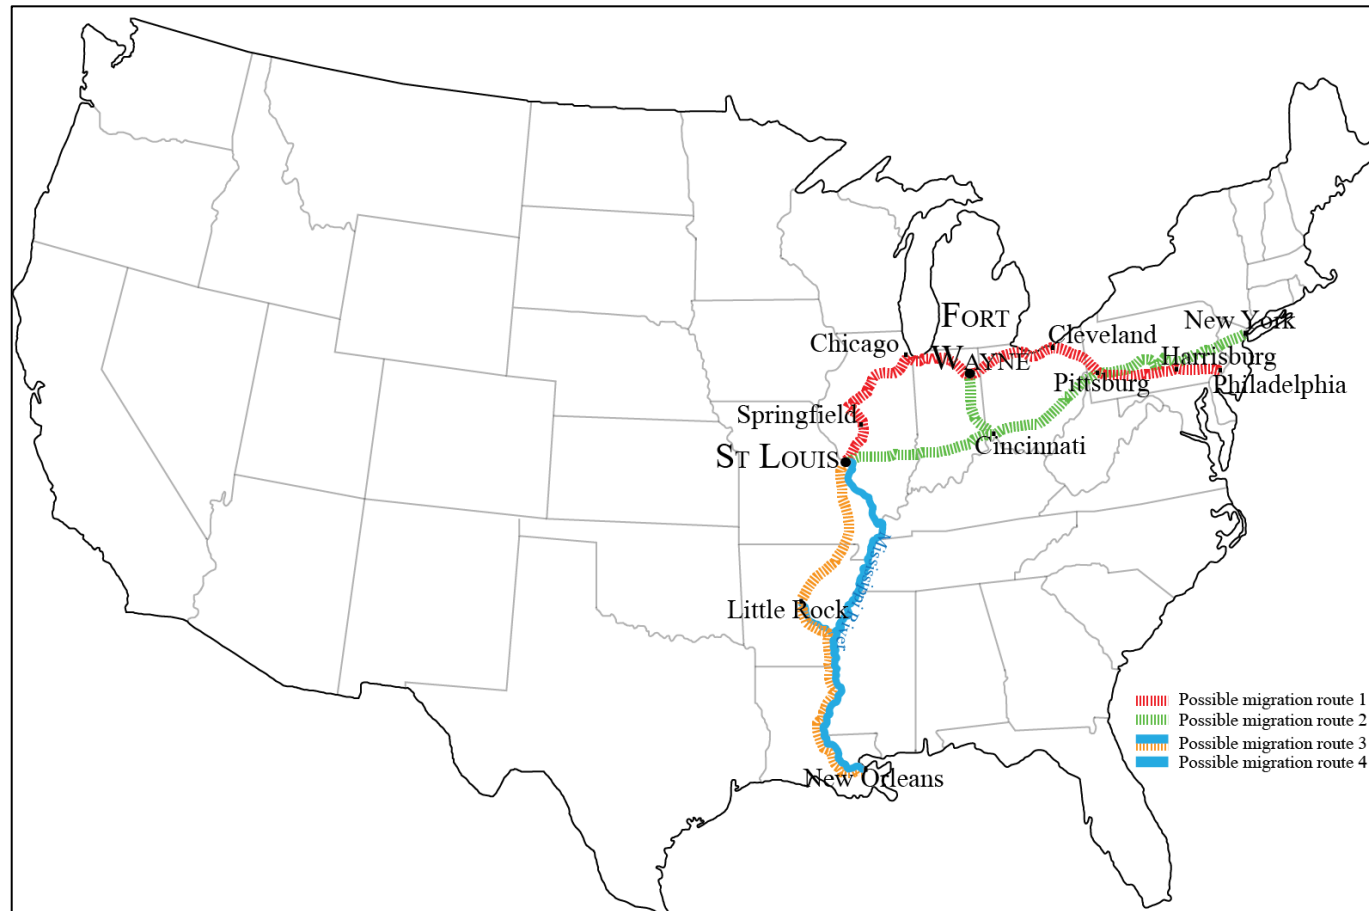 FORT
WAYNE
Chicago
Cleveland
New York
Harrisburg
Pittsburg
Philadelphia
Springfield
Cincinnati
ST LOUIS
Mississippi River
Little Rock
New Orleans
Possible migration route 1
Possible migration route 2
Possible migration route 3
Possible migration route 4